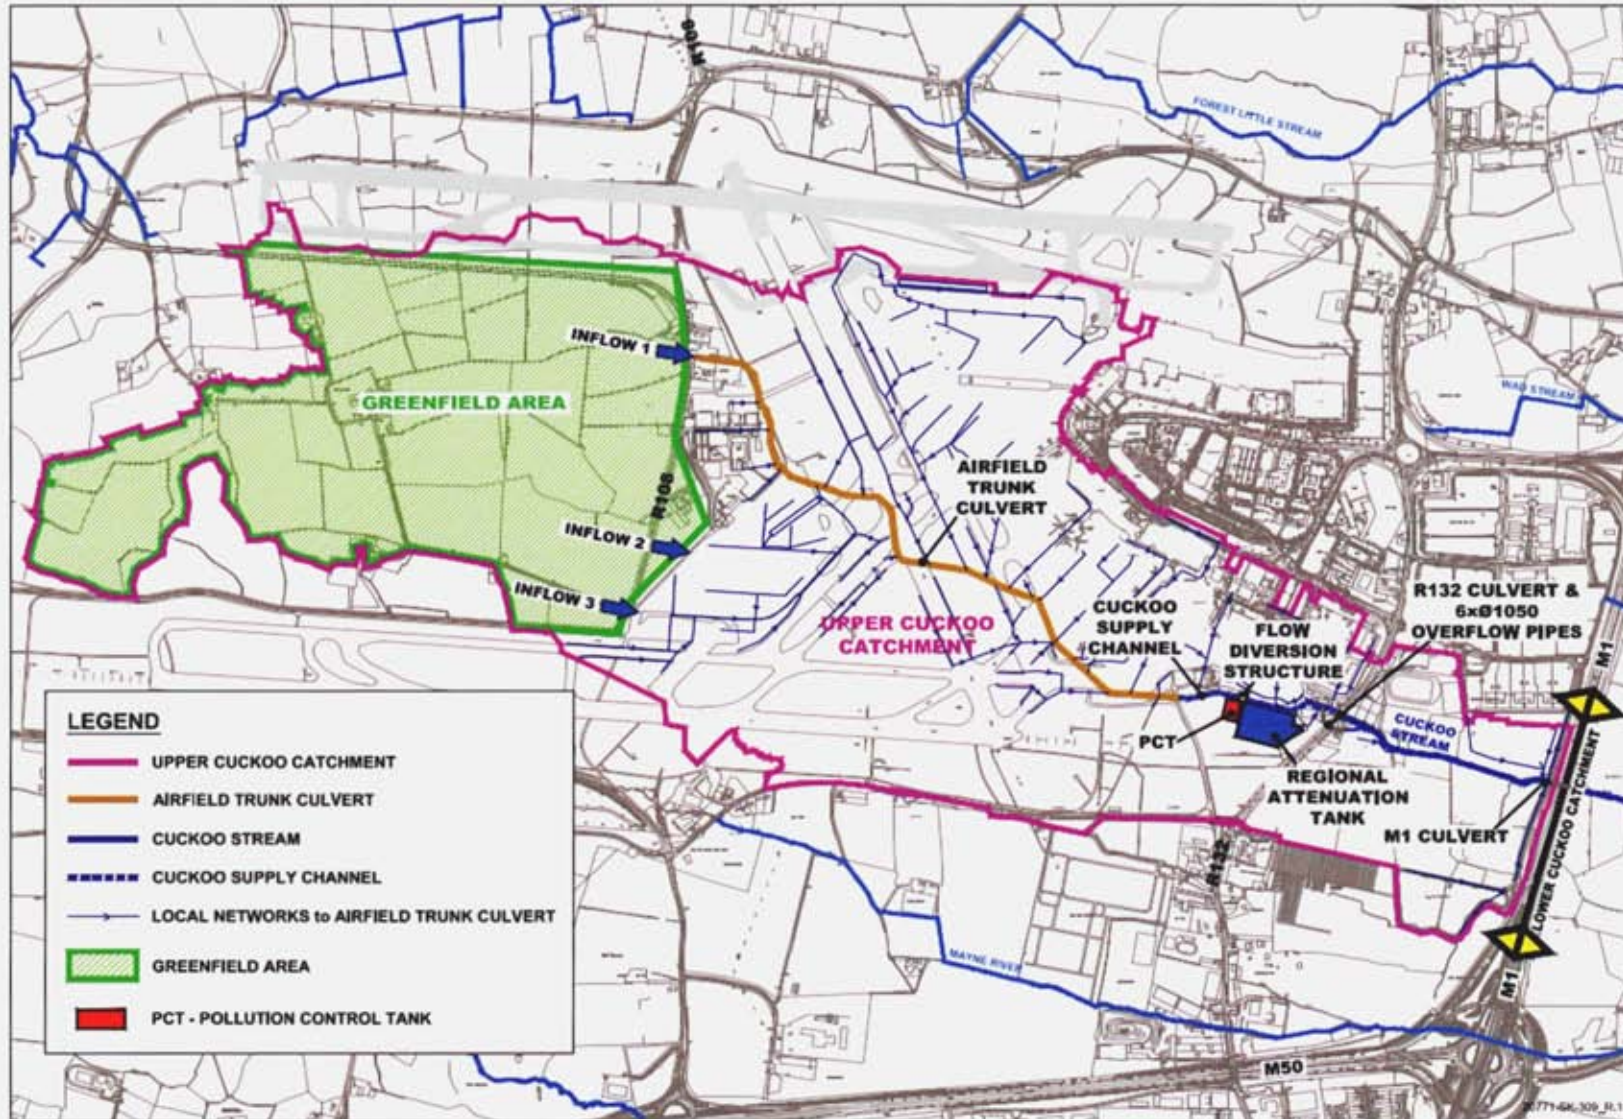 R108
FOREST LITTLE STREAM
INFLOW 1
WAD STREAM
GREENFIELD AREA
AIRFIELD
TRUNK
CULVERT
R108
INFLOW 2
INFLOW 3
R132 CULVERT &
6xØ1050
OVERFLOW PIPES
CUCKOO
SUPPLY
CHANNEL
FLOW
DIVERSION
STRUCTURE
UPPER CUCKOO
CATCHMENT
M1
PCT
CUCKOO
STREAM
REGIONAL
ATTENUATION
TANK
M1 CULVERT
LOWER CUCKOO CATCHMENT
R132
MAYNE RIVER
M1
M50
LEGEND
UPPER CUCKOO CATCHMENT
AIRFIELD TRUNK CULVERT
CUCKOO STREAM
CUCKOO SUPPLY CHANNEL
LOCAL NETWORKS to AIRFIELD TRUNK CULVERT
GREENFIELD AREA
PCT - POLLUTION CONTROL TANK